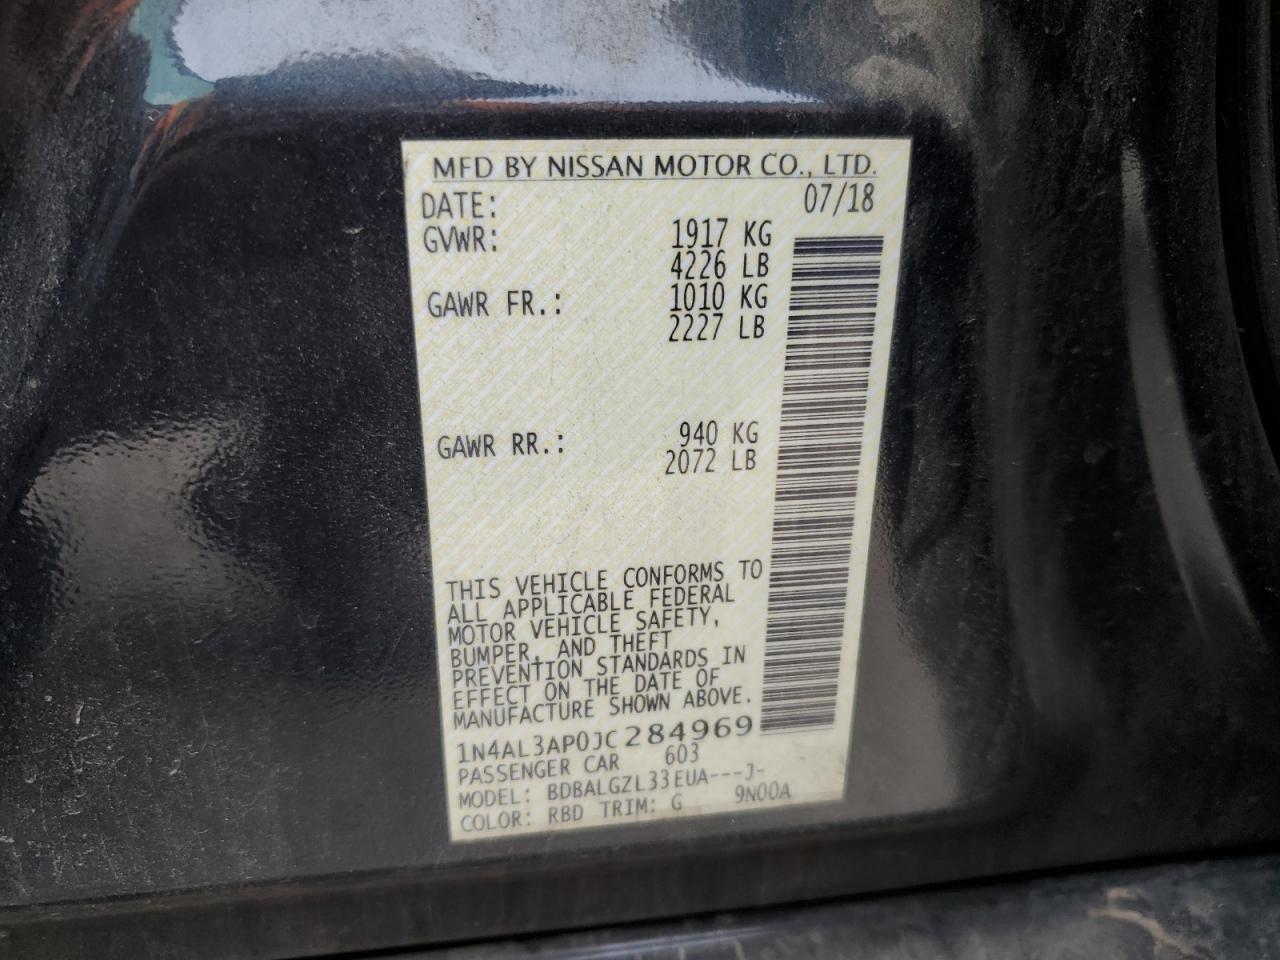 MFD BY NISSAN MOTOR CO., LTD.
DATE: 07/18
GVWR: 1917 KG
4226 LB
GAWR FR.: 1010 KG
2227 LB
GAWR RR.: 940 KG
2072 LB
THIS VEHICLE CONFORMS TO
ALL APPLICABLE FEDERAL
MOTOR VEHICLE SAFETY,
BUMPER, AND THEFT
PREVENTION STANDARDS IN
EFFECT ON THE DATE OF
MANUFACTURE SHOWN ABOVE.
1N4AL3AP0JC284969
PASSENGER CAR 603
MODEL: BDBALGZL33EUA---J-
COLOR: RBD TRIM: G 9N00A